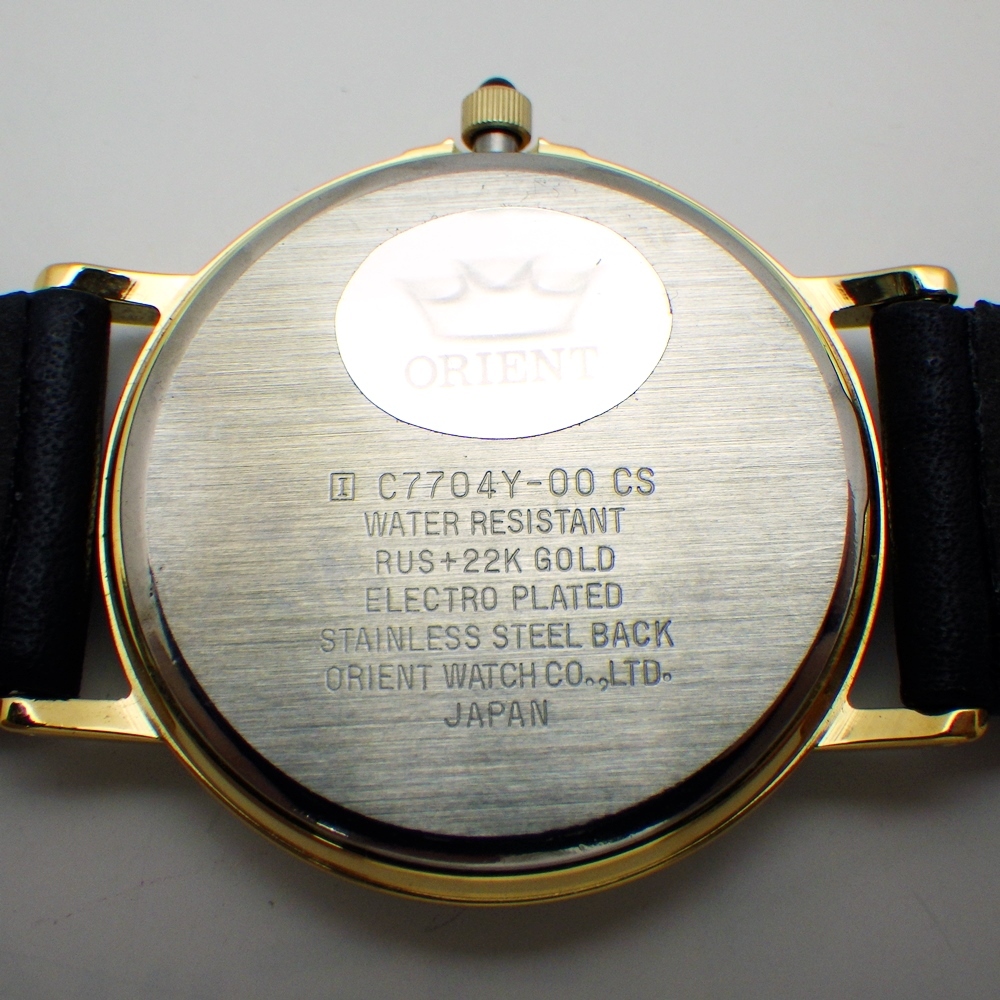 ORIENT
I C7704Y-00 CS
WATER RESISTANT
RUS+22K GOLD
ELECTRO PLATED
STAINLESS STEEL BACK
ORIENT WATCH CO.,LTD.
JAPAN